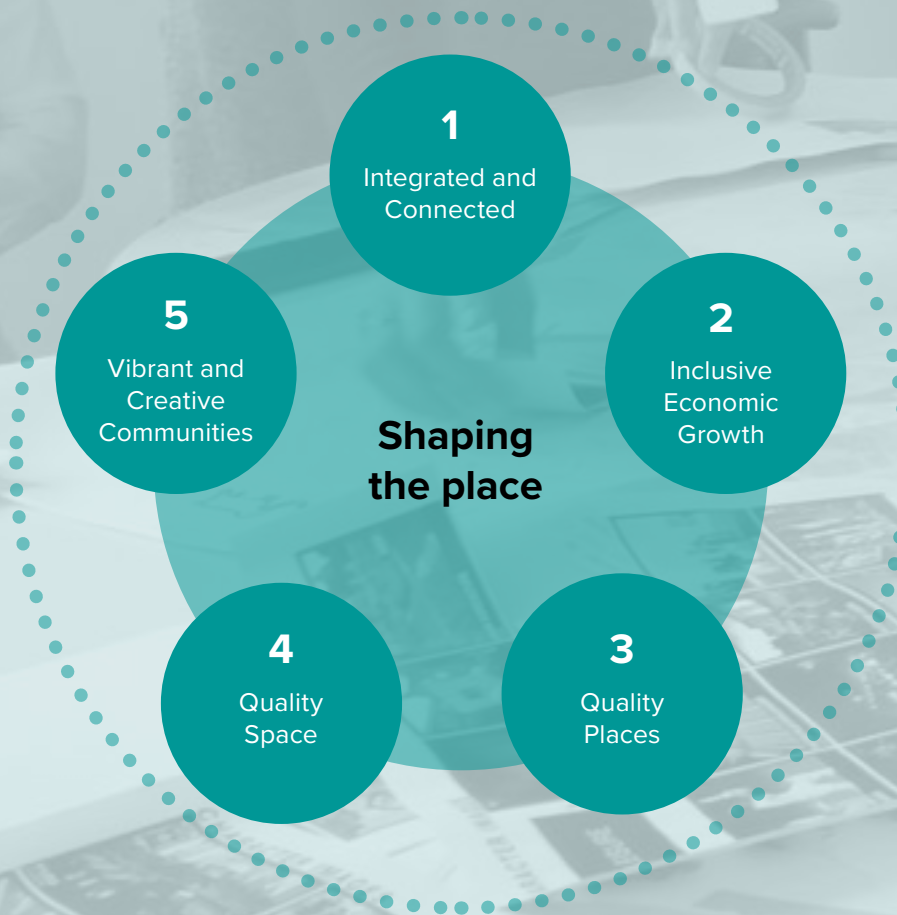 1
Integrated and
Connected
2
Inclusive
Economic
Growth
3
Quality
Places
4
Quality
Space
5
Vibrant and
Creative
Communities
Shaping
the place